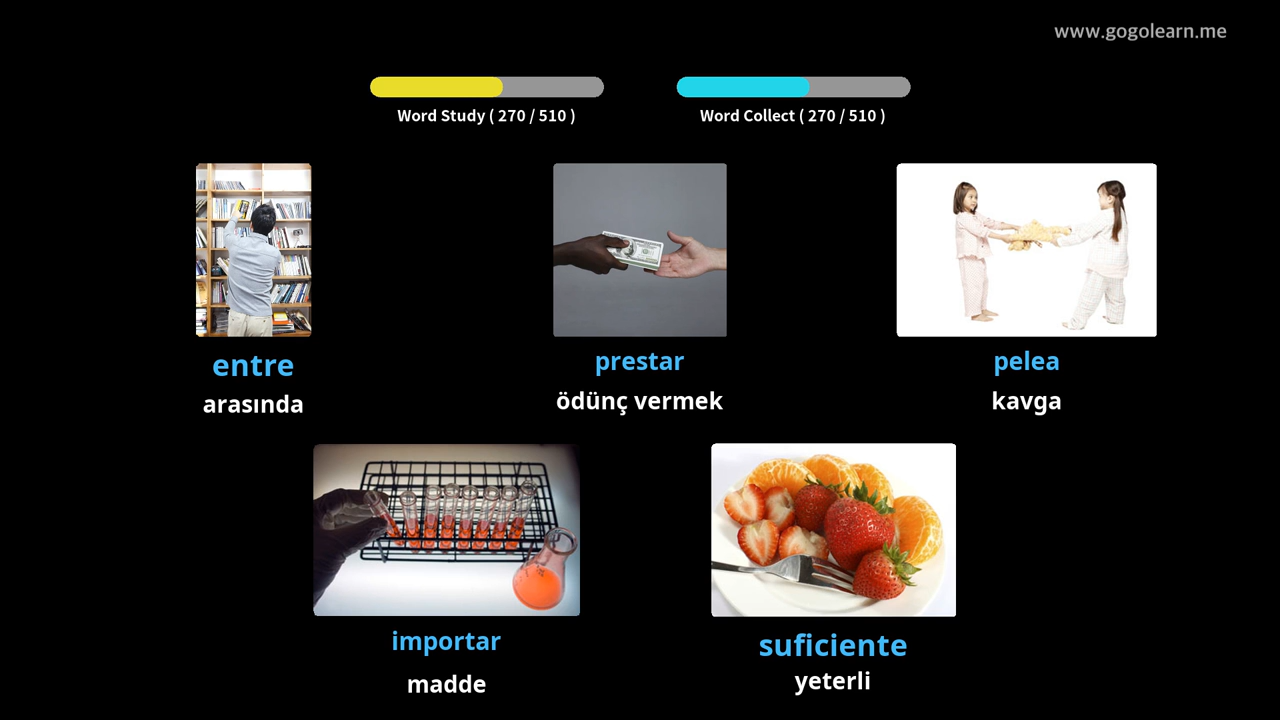 www.gogolearn.me
Word Study ( 270 / 510 )
Word Collect ( 270 / 510 )
entre
arasında
prestar
ödünç vermek
pelea
kavga
importar
madde
suficiente
yeterli